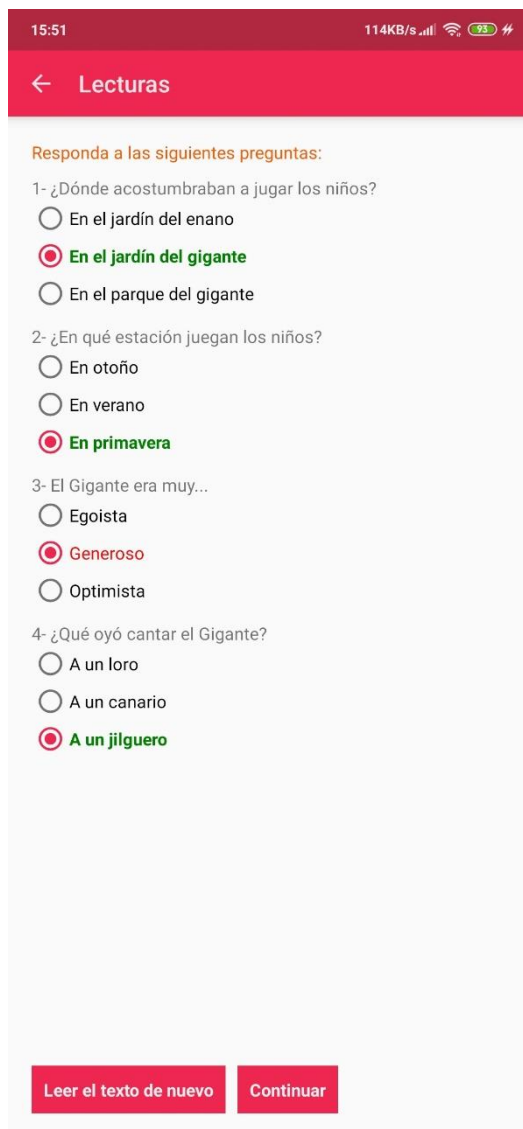 15:51 114KB/s 93
Lecturas
Responda a las siguientes preguntas:
1- ¿Dónde acostumbraban a jugar los niños?
En el jardín del enano
En el jardín del gigante
En el parque del gigante
2- ¿En qué estación juegan los niños?
En otoño
En verano
En primavera
3- El Gigante era muy...
Egoista
Generoso
Optimista
4- ¿Qué oyó cantar el Gigante?
A un loro
A un canario
A un jilguero
Leer el texto de nuevo Continuar